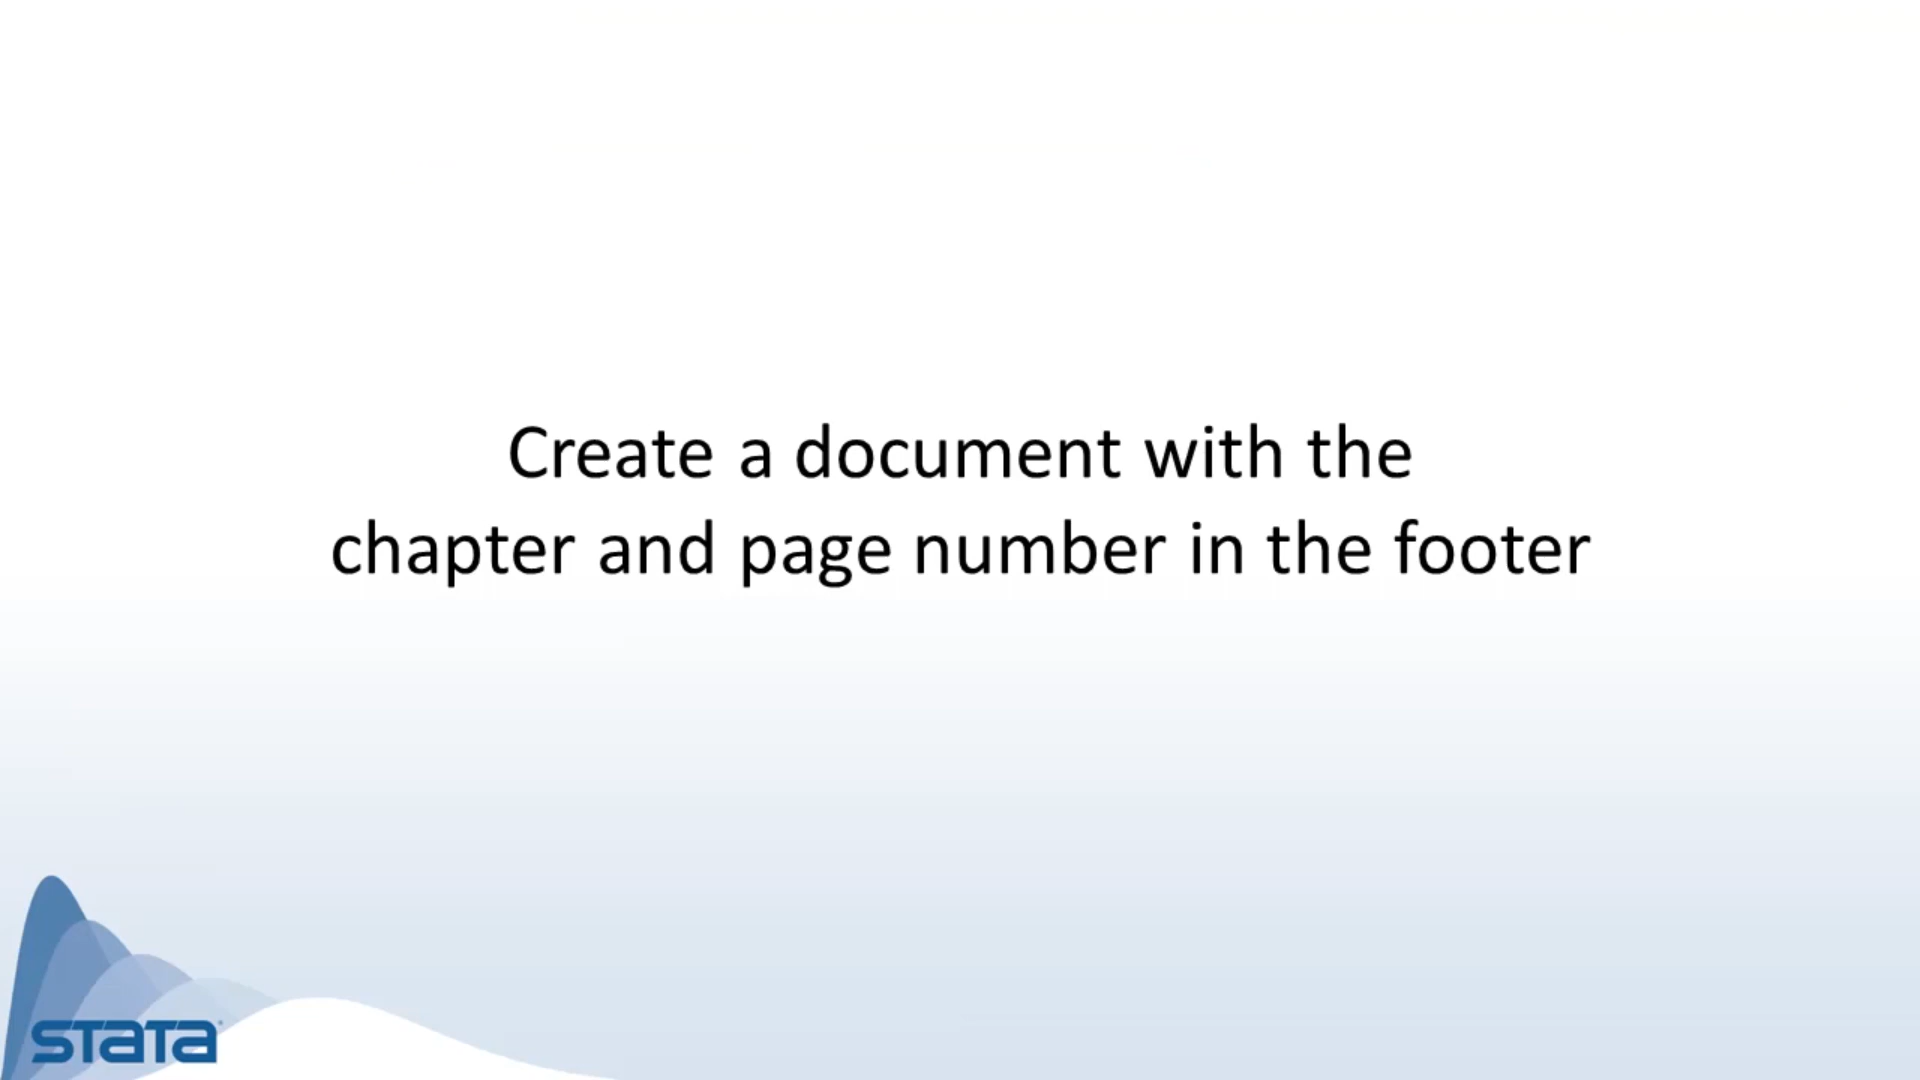 Create a document with the
chapter and page number in the footer
stata